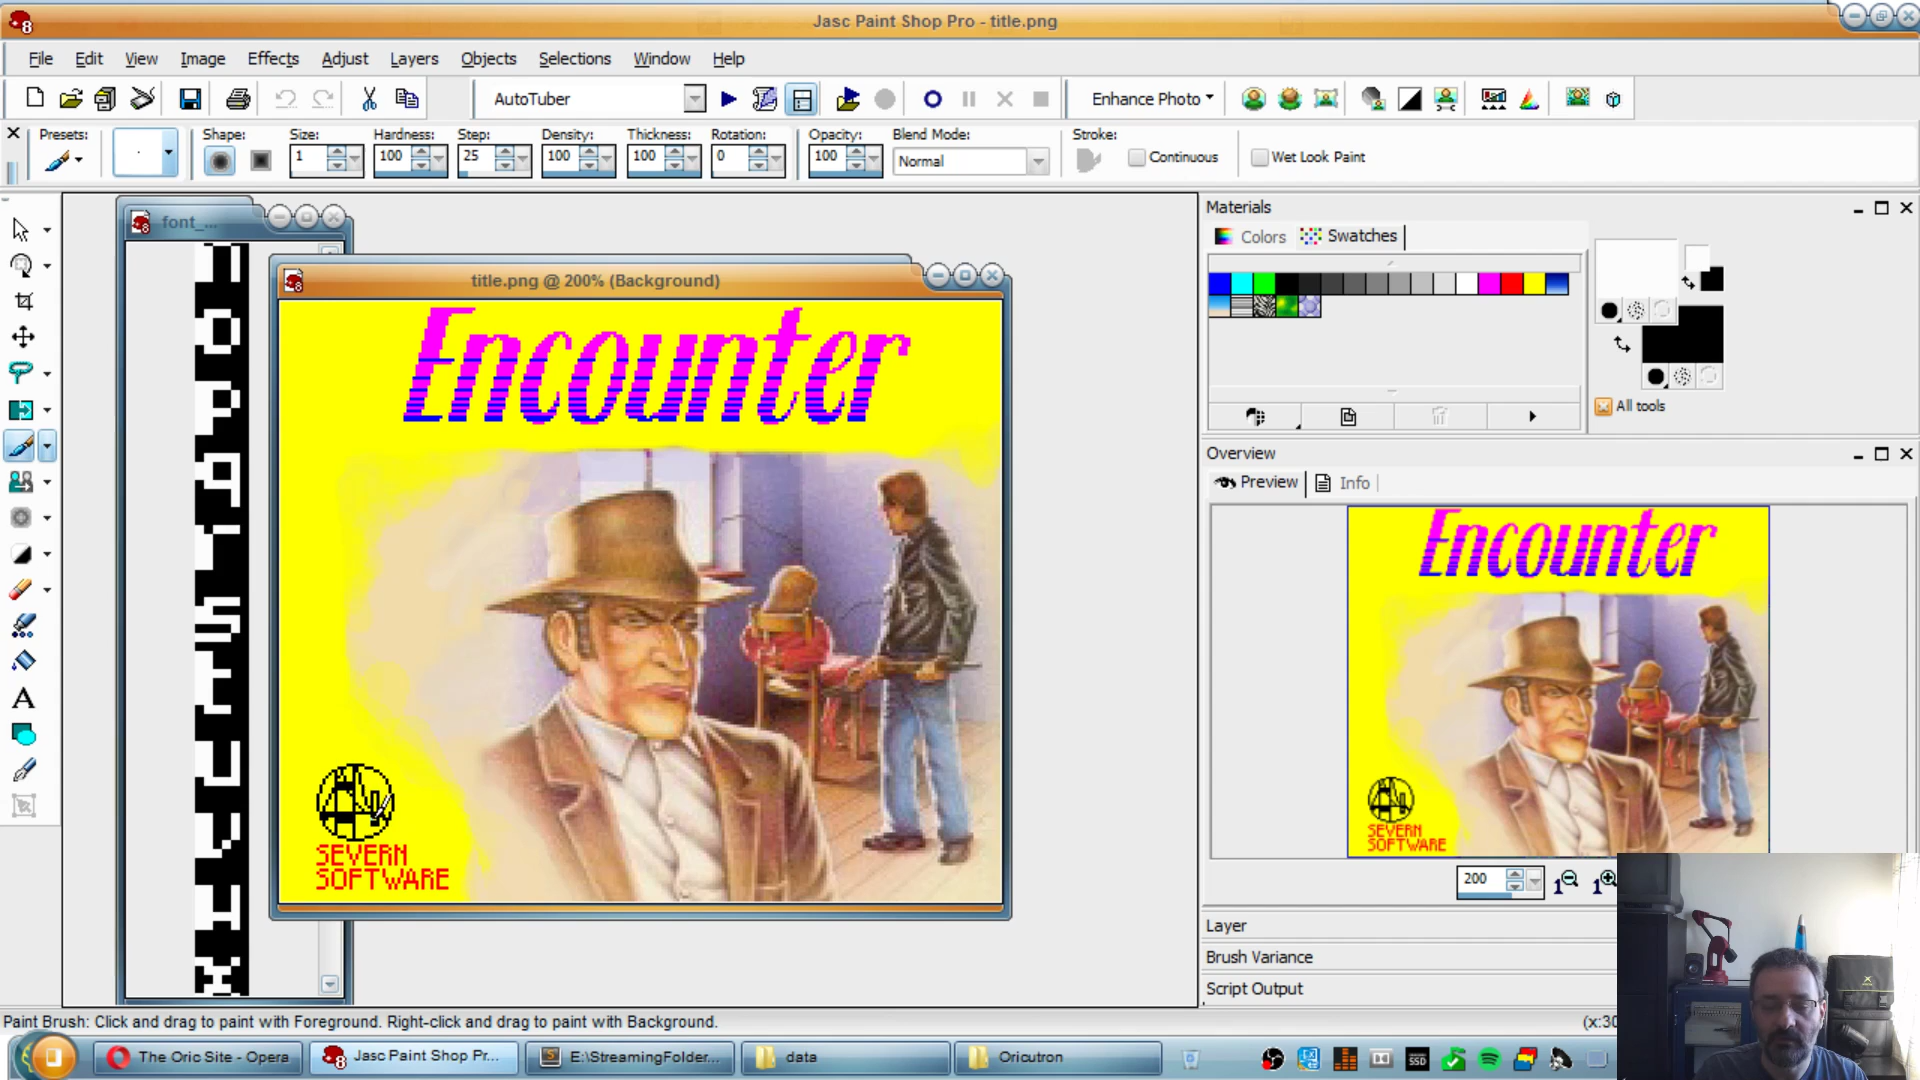 Jasc Paint Shop Pro - title.png
File Edit View Image Effects Adjust Layers Objects Selections Window Help
AutoTuber Enhance Photo
Presets: Shape: Size: Hardness: Step: Density: Thickness: Rotation: Opacity: Blend Mode: Stroke:
1 100 25 100 100 0 100 Normal Continuous Wet Look Paint
Materials
Colors Swatches
All tools
font_...
title.png @ 200% (Background)
Encounter
SEVERN
SOFTWARE
Overview
Preview Info
Encounter
SEVERN
SOFTWARE
200
Layer
Brush Variance
Script Output
Paint Brush: Click and drag to paint with Foreground. Right-click and drag to paint with Background.
(x:30
The Oric Site - Opera
Jasc Paint Shop Pr...
E:\StreamingFolder...
data
Oricutron
SSD